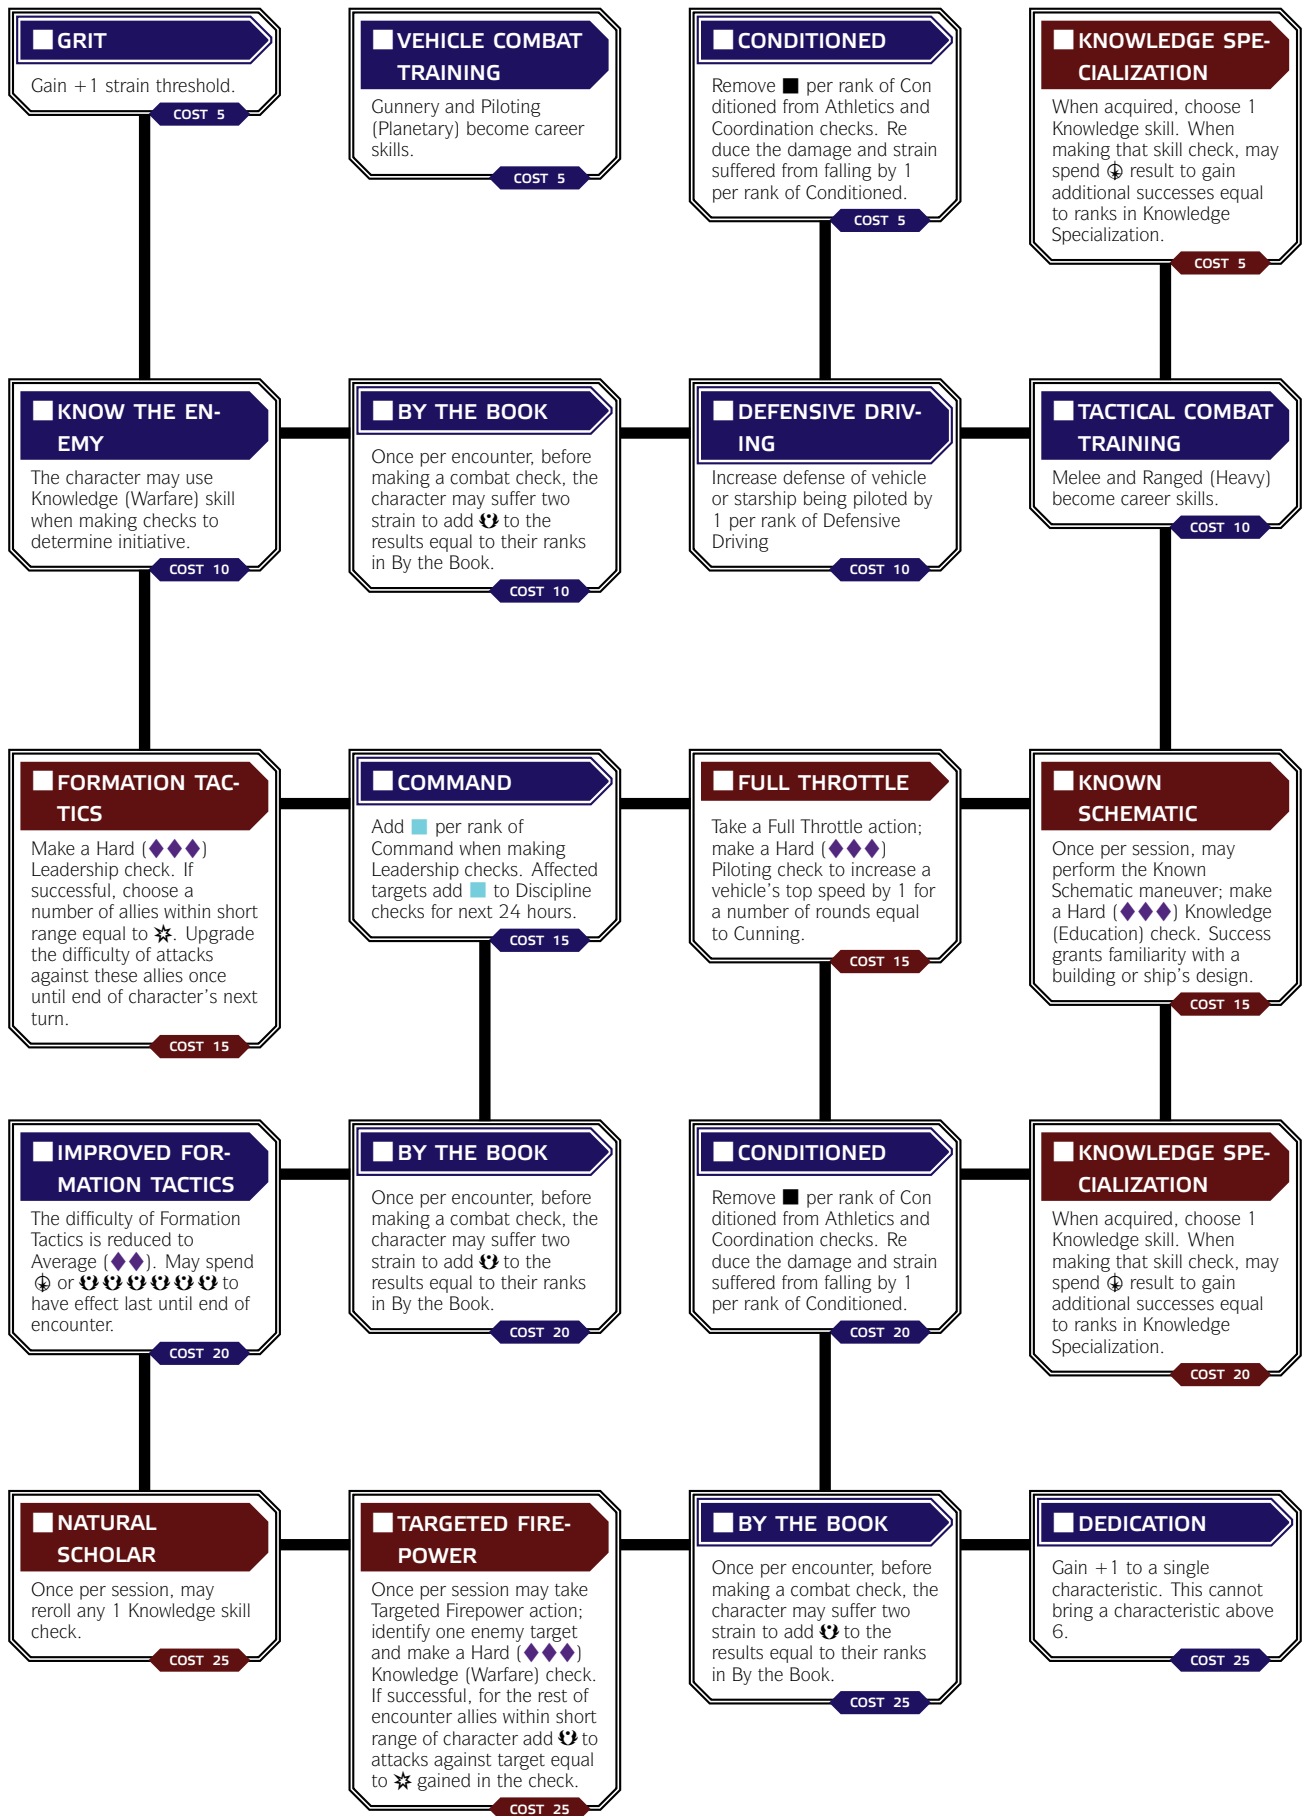 GRIT
Gain +1 strain threshold.
COST 5
VEHICLE COMBAT
TRAINING
Gunnery and Piloting
(Planetary) become career
skills.
COST 5
CONDITIONED
Remove ■ per rank of Con
ditioned from Athletics and
Coordination checks. Re
duce the damage and strain
suffered from falling by 1
per rank of Conditioned.
COST 5
KNOWLEDGE SPE-
CIALIZATION
When acquired, choose 1
Knowledge skill. When
making that skill check, may
spend result to gain
additional successes equal
to ranks in Knowledge
Specialization.
COST 5
KNOW THE EN-
EMY
The character may use
Knowledge (Warfare) skill
when making checks to
determine initiative.
COST 10
BY THE BOOK
Once per encounter, before
making a combat check, the
character may suffer two
strain to add to the
results equal to their ranks
in By the Book.
COST 10
DEFENSIVE DRIV-
ING
Increase defense of vehicle
or starship being piloted by
1 per rank of Defensive
Driving
COST 10
TACTICAL COMBAT
TRAINING
Melee and Ranged (Heavy)
become career skills.
COST 10
FORMATION TAC-
TICS
Make a Hard (◆◆◆)
Leadership check. If
successful, choose a
number of allies within short
range equal to . Upgrade
the difficulty of attacks
against these allies once
until end of character's next
turn.
COST 15
COMMAND
Add ■ per rank of
Command when making
Leadership checks. Affected
targets add ■ to Discipline
checks for next 24 hours.
COST 15
FULL THROTTLE
Take a Full Throttle action;
make a Hard (◆◆◆)
Piloting check to increase a
vehicle's top speed by 1 for
a number of rounds equal
to Cunning.
COST 15
KNOWN
SCHEMATIC
Once per session, may
perform the Known
Schematic maneuver; make
a Hard (◆◆◆) Knowledge
(Education) check. Success
grants familiarity with a
building or ship's design.
COST 15
IMPROVED FOR-
MATION TACTICS
The difficulty of Formation
Tactics is reduced to
Average (◆◆). May spend
or to
have effect last until end of
encounter.
COST 20
BY THE BOOK
Once per encounter, before
making a combat check, the
character may suffer two
strain to add to the
results equal to their ranks
in By the Book.
COST 20
CONDITIONED
Remove ■ per rank of Con
ditioned from Athletics and
Coordination checks. Re
duce the damage and strain
suffered from falling by 1
per rank of Conditioned.
COST 20
KNOWLEDGE SPE-
CIALIZATION
When acquired, choose 1
Knowledge skill. When
making that skill check, may
spend result to gain
additional successes equal
to ranks in Knowledge
Specialization.
COST 20
NATURAL
SCHOLAR
Once per session, may
reroll any 1 Knowledge skill
check.
COST 25
TARGETED FIRE-
POWER
Once per session may take
Targeted Firepower action;
identify one enemy target
and make a Hard (◆◆◆)
Knowledge (Warfare) check.
If successful, for the rest of
encounter allies within short
range of character add to
attacks against target equal
to gained in the check.
COST 25
BY THE BOOK
Once per encounter, before
making a combat check, the
character may suffer two
strain to add to the
results equal to their ranks
in By the Book.
COST 25
DEDICATION
Gain +1 to a single
characteristic. This cannot
bring a characteristic above
6.
COST 25